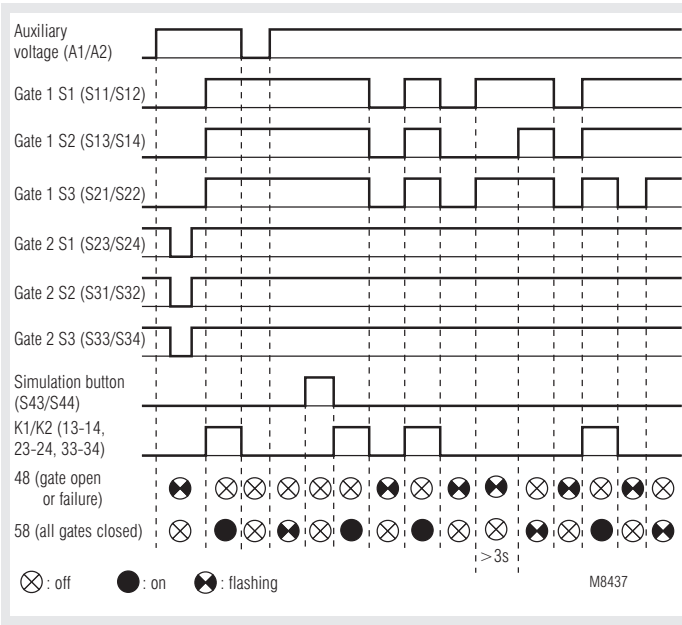 Auxiliary
voltage (A1/A2)
Gate 1 S1 (S11/S12)
Gate 1 S2 (S13/S14)
Gate 1 S3 (S21/S22)
Gate 2 S1 (S23/S24)
Gate 2 S2 (S31/S32)
Gate 2 S3 (S33/S34)
Simulation button
(S43/S44)
K1/K2 (13-14,
23-24, 33-34)
48 (gate open
or failure)
58 (all gates closed)
>3s
: off : on : flashing M8437